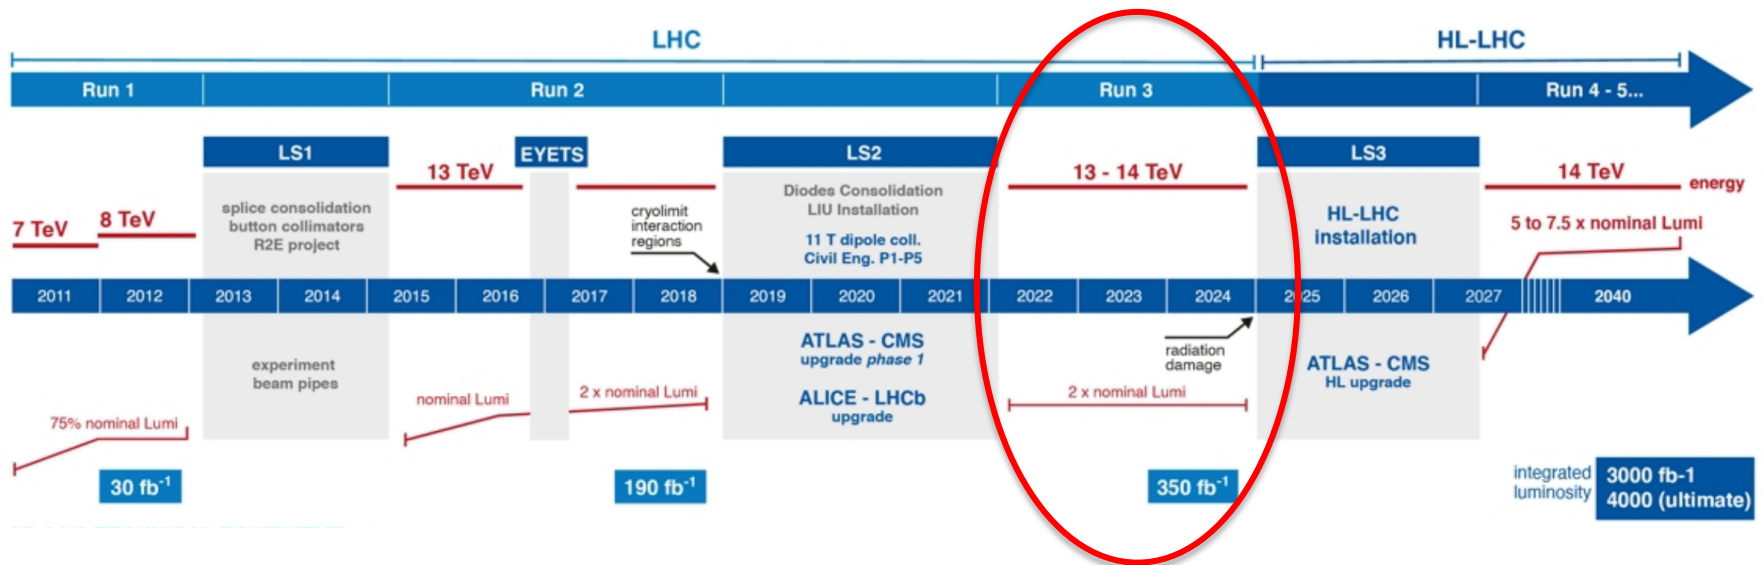 LHC
HL-LHC
Run 1
Run 2
Run 3
Run 4 - 5...
LS1
EYETS
LS2
LS3
13 TeV
13 - 14 TeV
14 TeV
energy
7 TeV
8 TeV
splice consolidation
button collimators
R2E project
cryolimit
interaction
regions
Diodes Consolidation
LIU Installation
11 T dipole coll.
Civil Eng. P1-P5
HL-LHC
installation
5 to 7.5 x nominal Lumi
2011
2012
2013
2014
2015
2016
2017
2018
2019
2020
2021
2022
2023
2024
2025
2026
2027
2040
experiment
beam pipes
ATLAS - CMS
upgrade phase 1
ALICE - LHCb
upgrade
radiation
damage
ATLAS - CMS
HL upgrade
75% nominal Lumi
nominal Lumi
2 x nominal Lumi
2 x nominal Lumi
30 fb⁻¹
190 fb⁻¹
350 fb⁻¹
integrated
luminosity
3000 fb-1
4000 (ultimate)